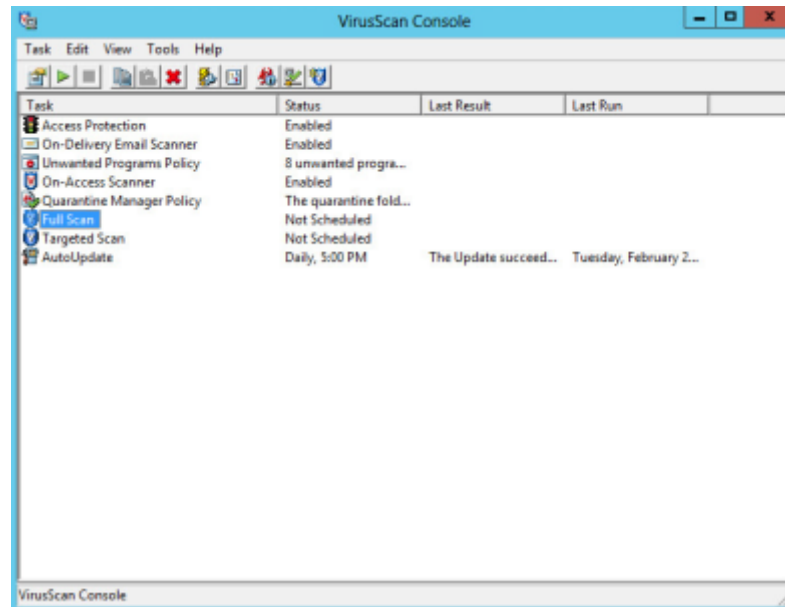 VirusScan Console
Task Edit View Tools Help
Task Status Last Result Last Run
Access Protection Enabled
On-Delivery Email Scanner Enabled
Unwanted Programs Policy 8 unwanted progra...
On-Access Scanner Enabled
Quarantine Manager Policy The quarantine fold...
Full Scan Not Scheduled
Targeted Scan Not Scheduled
AutoUpdate Daily, 5:00 PM The Update succeed... Tuesday, February 2...
VirusScan Console